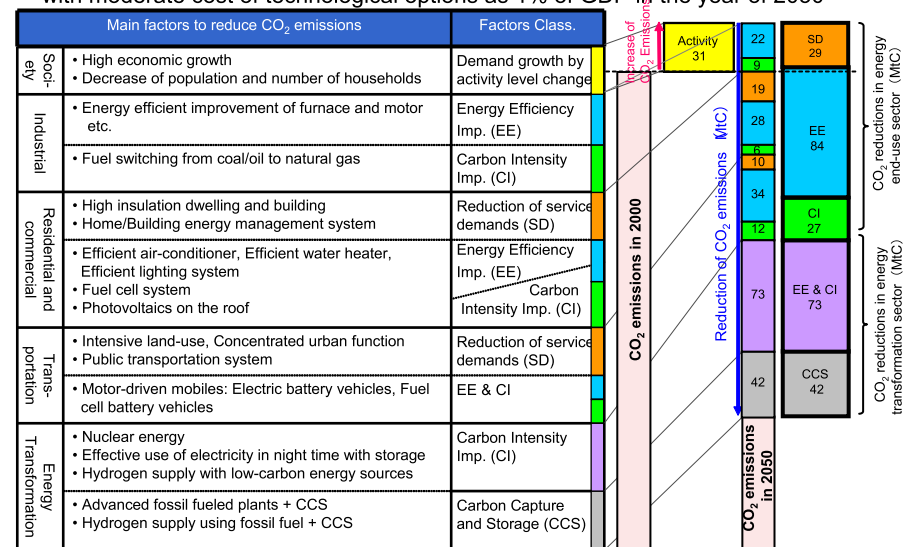 with moderate cost of technological options as 1% of GDP in the year of 2050
Main factors to reduce CO2 emissions
Factors Class.
Soci-
ety
• High economic growth
• Decrease of population and number of households
Demand growth by
activity level change
Industrial
• Energy efficient improvement of furnace and motor
etc.
Energy Efficiency
Imp. (EE)
• Fuel switching from coal/oil to natural gas
Carbon Intensity
Imp. (CI)
Residential and
commercial
• High insulation dwelling and building
• Home/Building energy management system
Reduction of service
demands (SD)
• Efficient air-conditioner, Efficient water heater,
Efficient lighting system
• Fuel cell system
• Photovoltaics on the roof
Energy Efficiency
Imp. (EE)
Carbon
Intensity Imp. (CI)
Trans-
portation
• Intensive land-use, Concentrated urban function
• Public transportation system
Reduction of service
demands (SD)
• Motor-driven mobiles: Electric battery vehicles, Fuel
cell battery vehicles
EE & CI
Energy
Transformation
• Nuclear energy
• Effective use of electricity in night time with storage
• Hydrogen supply with low-carbon energy sources
Carbon Intensity
Imp. (CI)
• Advanced fossil fueled plants + CCS
• Hydrogen supply using fossil fuel + CCS
Carbon Capture
and Storage (CCS)
CO2 emissions in 2000
Increase of
CO2 Emissions
Activity
31
Reduction of CO2 emissions (MtC)
22
9
19
28
6
10
34
12
73
42
CO2 emissions
in 2050
SD
29
EE
84
CI
27
EE & CI
73
CCS
42
CO2 reductions in energy
end-use sector (MtC)
CO2 reductions in energy
transformation sector (MtC)